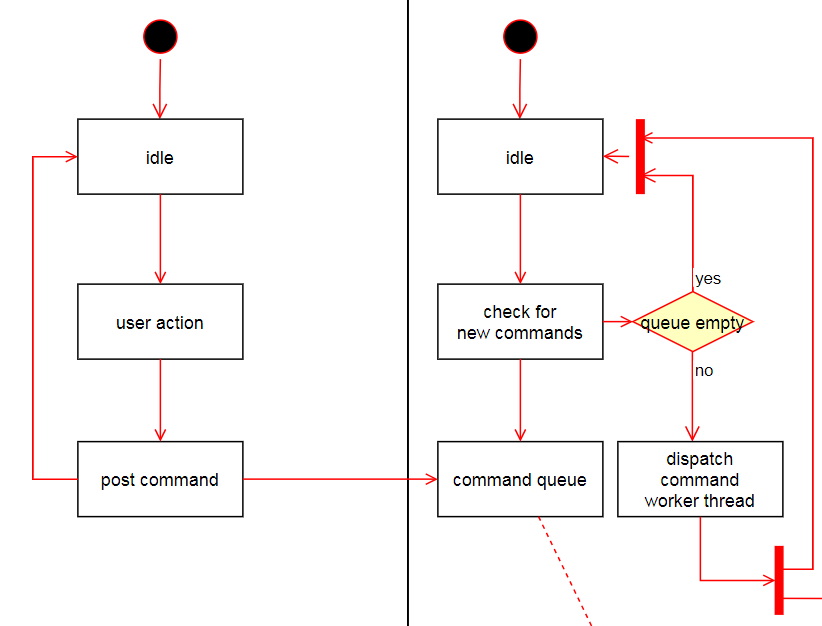 idle
idle
yes
user action
check for
new commands
queue empty
no
post command
command queue
dispatch
command
worker thread